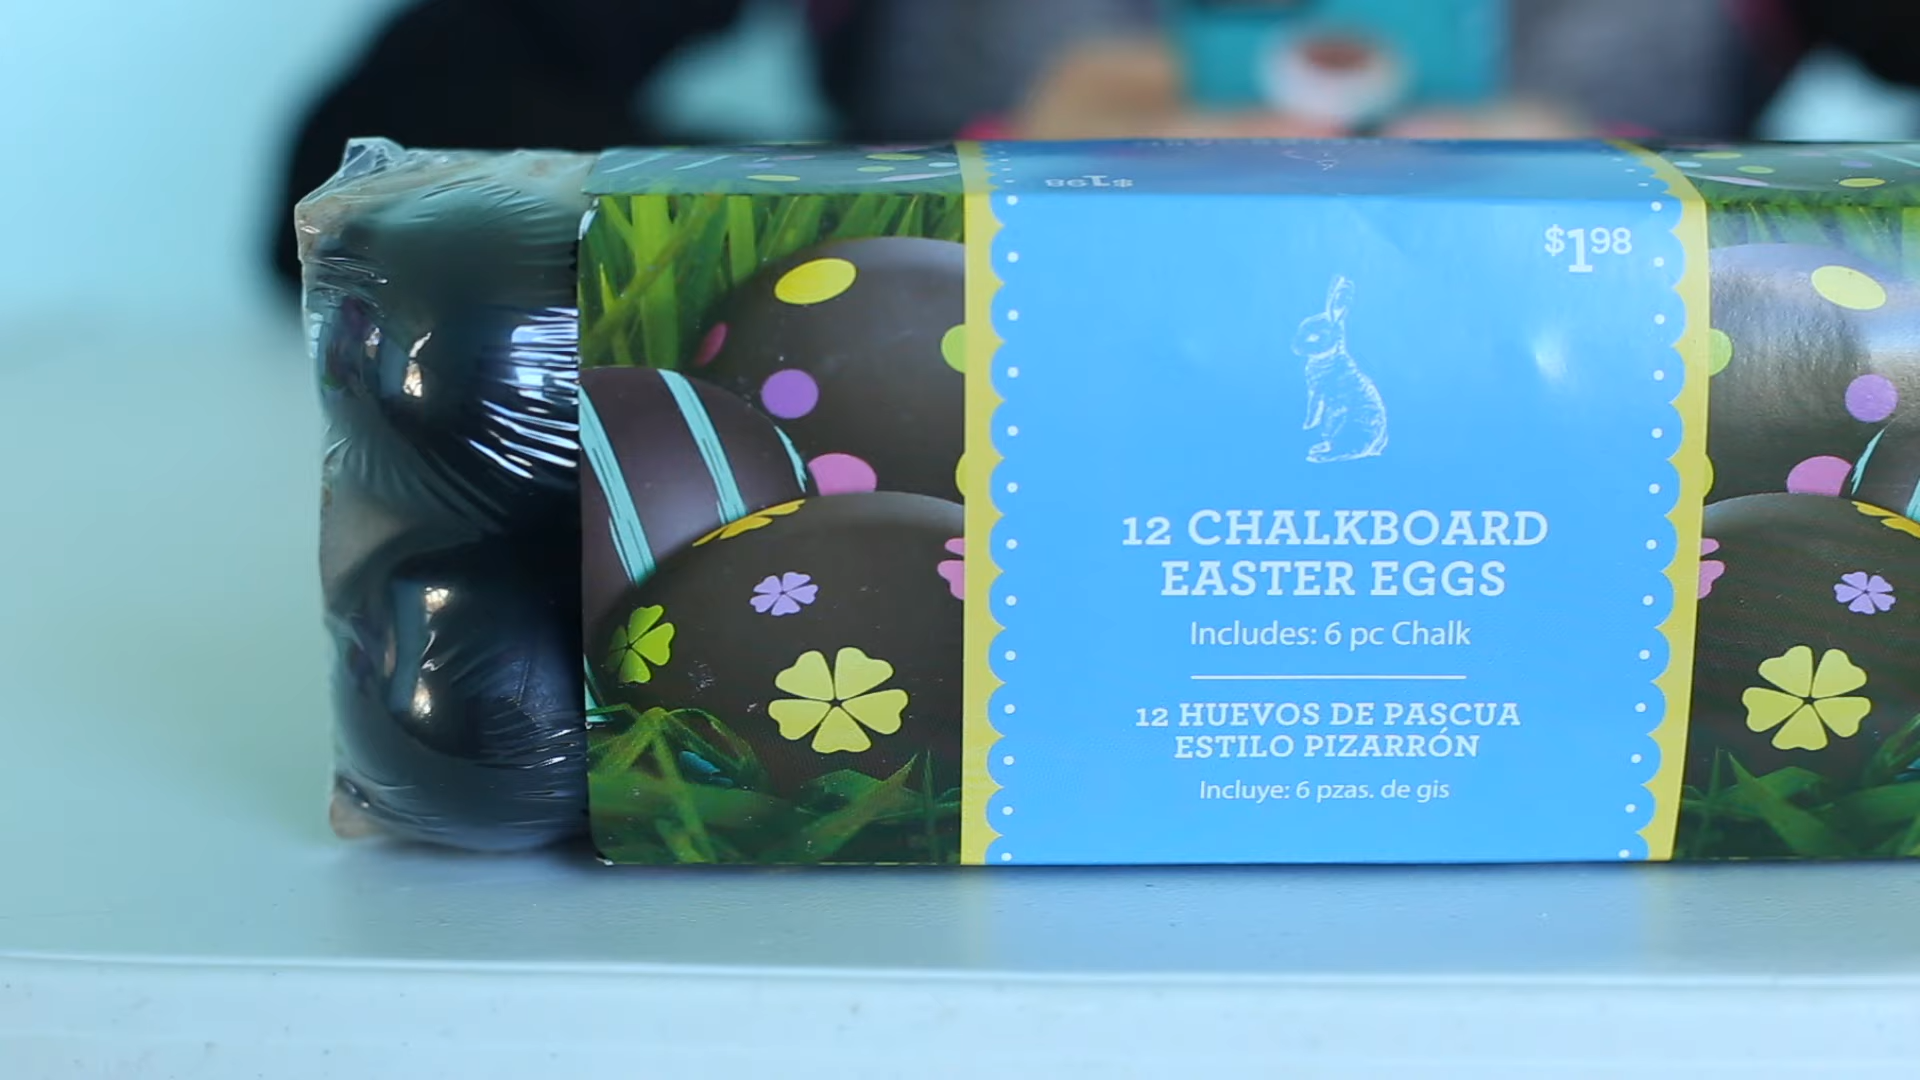 $1.98
$198
12 CHALKBOARD
EASTER EGGS
Includes: 6 pc Chalk
12 HUEVOS DE PASCUA
ESTILO PIZARRÓN
Incluye: 6 pzas. de gis